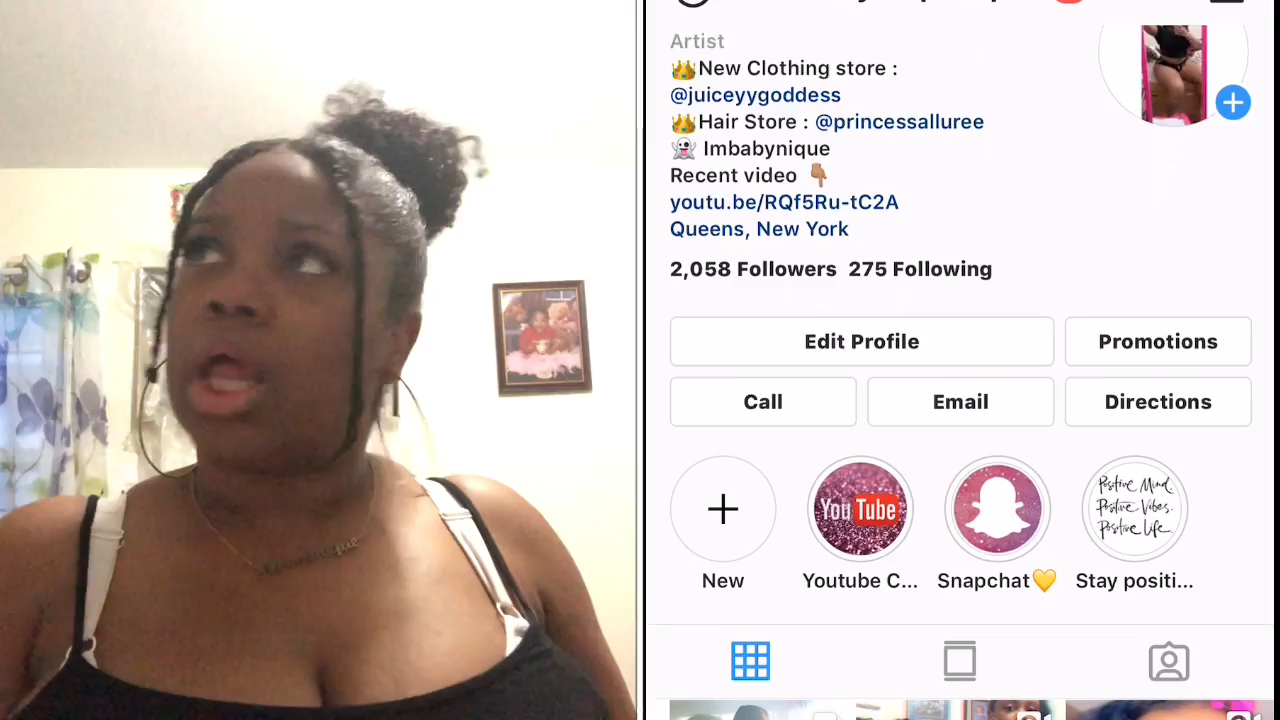 Artist
👑New Clothing store :
@juiceyygoddess
👑Hair Store : @princessalluree
👻 Imbabynique
Recent video 👇🏽
youtu.be/RQf5Ru-tC2A
Queens, New York
2,058 Followers 275 Following
Edit Profile
Promotions
Call
Email
Directions
You Tube
Positive Mind.
Positive Vibes.
Positive Life.
New
Youtube C...
Snapchat💛
Stay positi...